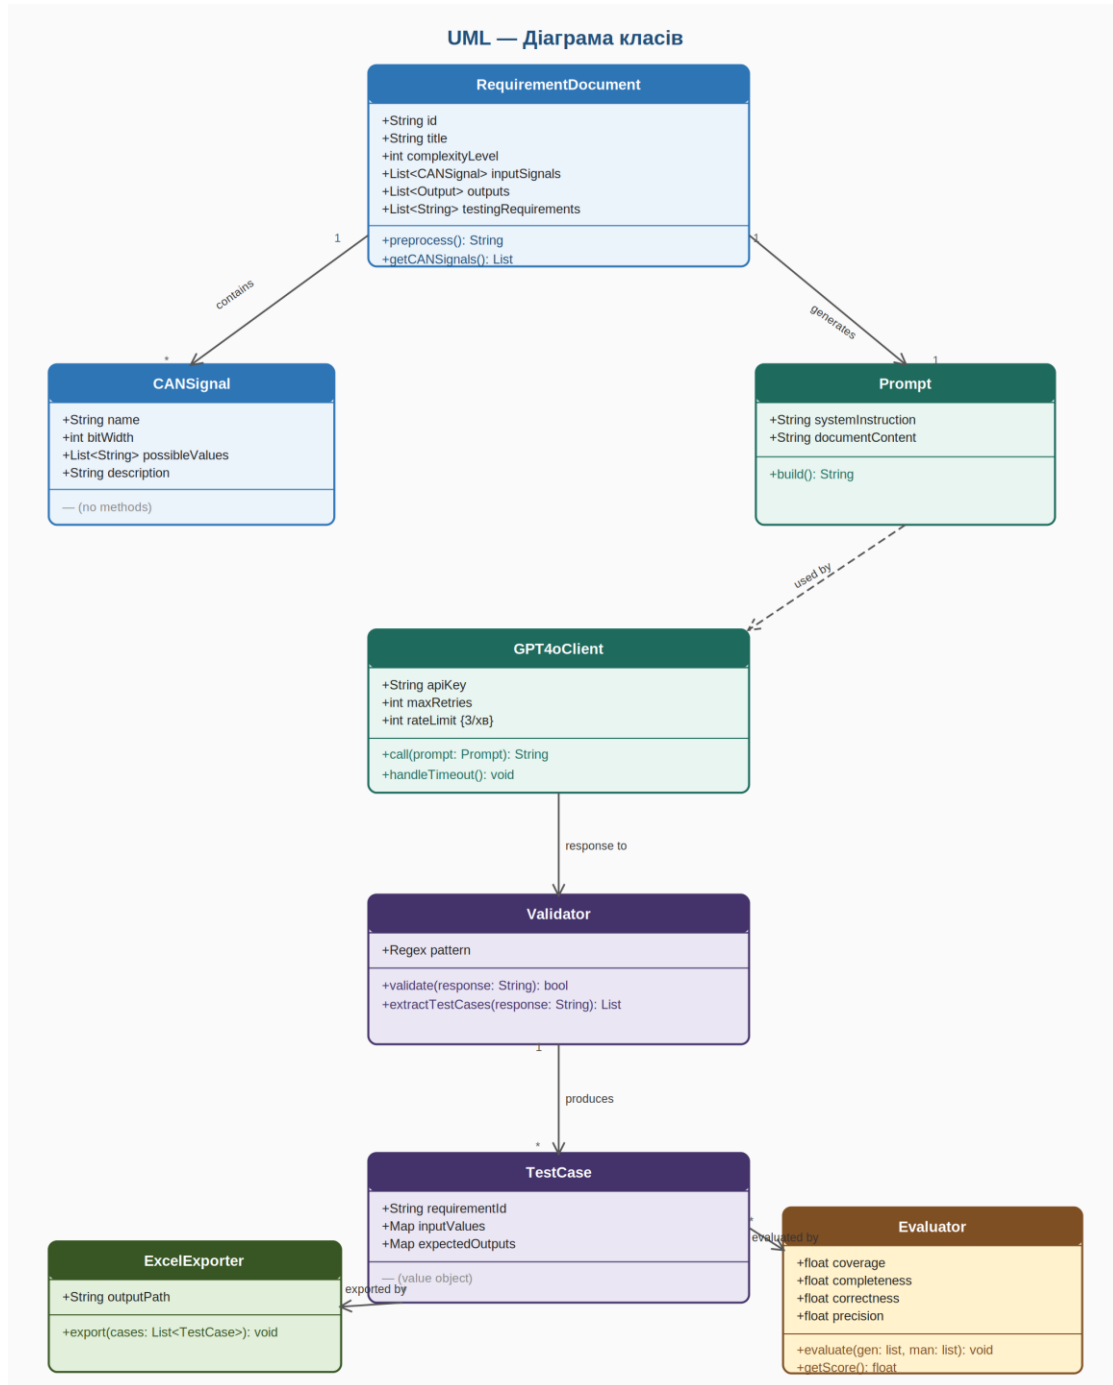 UML — Діаграма класів
RequirementDocument
+String id
+String title
+int complexityLevel
+List<CANSignal> inputSignals
+List<Output> outputs
+List<String> testingRequirements
+preprocess(): String
+getCANSignals(): List
1
contains
*
1
generates
1
CANSignal
+String name
+int bitWidth
+List<String> possibleValues
+String description
— (no methods)
Prompt
+String systemInstruction
+String documentContent
+build(): String
used by
GPT4oClient
+String apiKey
+int maxRetries
+int rateLimit {3/хв}
+call(prompt: Prompt): String
+handleTimeout(): void
response to
Validator
+Regex pattern
+validate(response: String): bool
+extractTestCases(response: String): List
1
produces
*
TestCase
+String requirementId
+Map inputValues
+Map expectedOutputs
— (value object)
*
evaluated by
exported by
ExcelExporter
+String outputPath
+export(cases: List<TestCase>): void
Evaluator
+float coverage
+float completeness
+float correctness
+float precision
+evaluate(gen: list, man: list): void
+getScore(): float